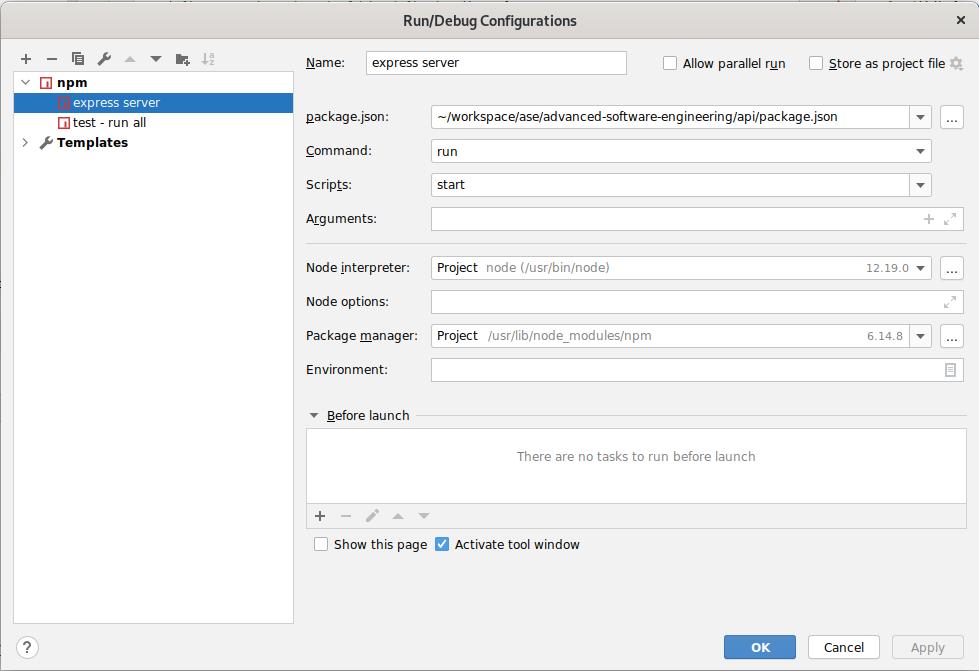 Run/Debug Configurations
npm
express server
test - run all
Templates
Name: express server
Allow parallel run
Store as project file
package.json: ~/workspace/ase/advanced-software-engineering/api/package.json ...
Command: run
Scripts: start
Arguments:
Node interpreter: Project node (/usr/bin/node) 12.19.0 ...
Node options:
Package manager: Project /usr/lib/node_modules/npm 6.14.8 ...
Environment:
Before launch
There are no tasks to run before launch
Show this page
Activate tool window
?
OK
Cancel
Apply